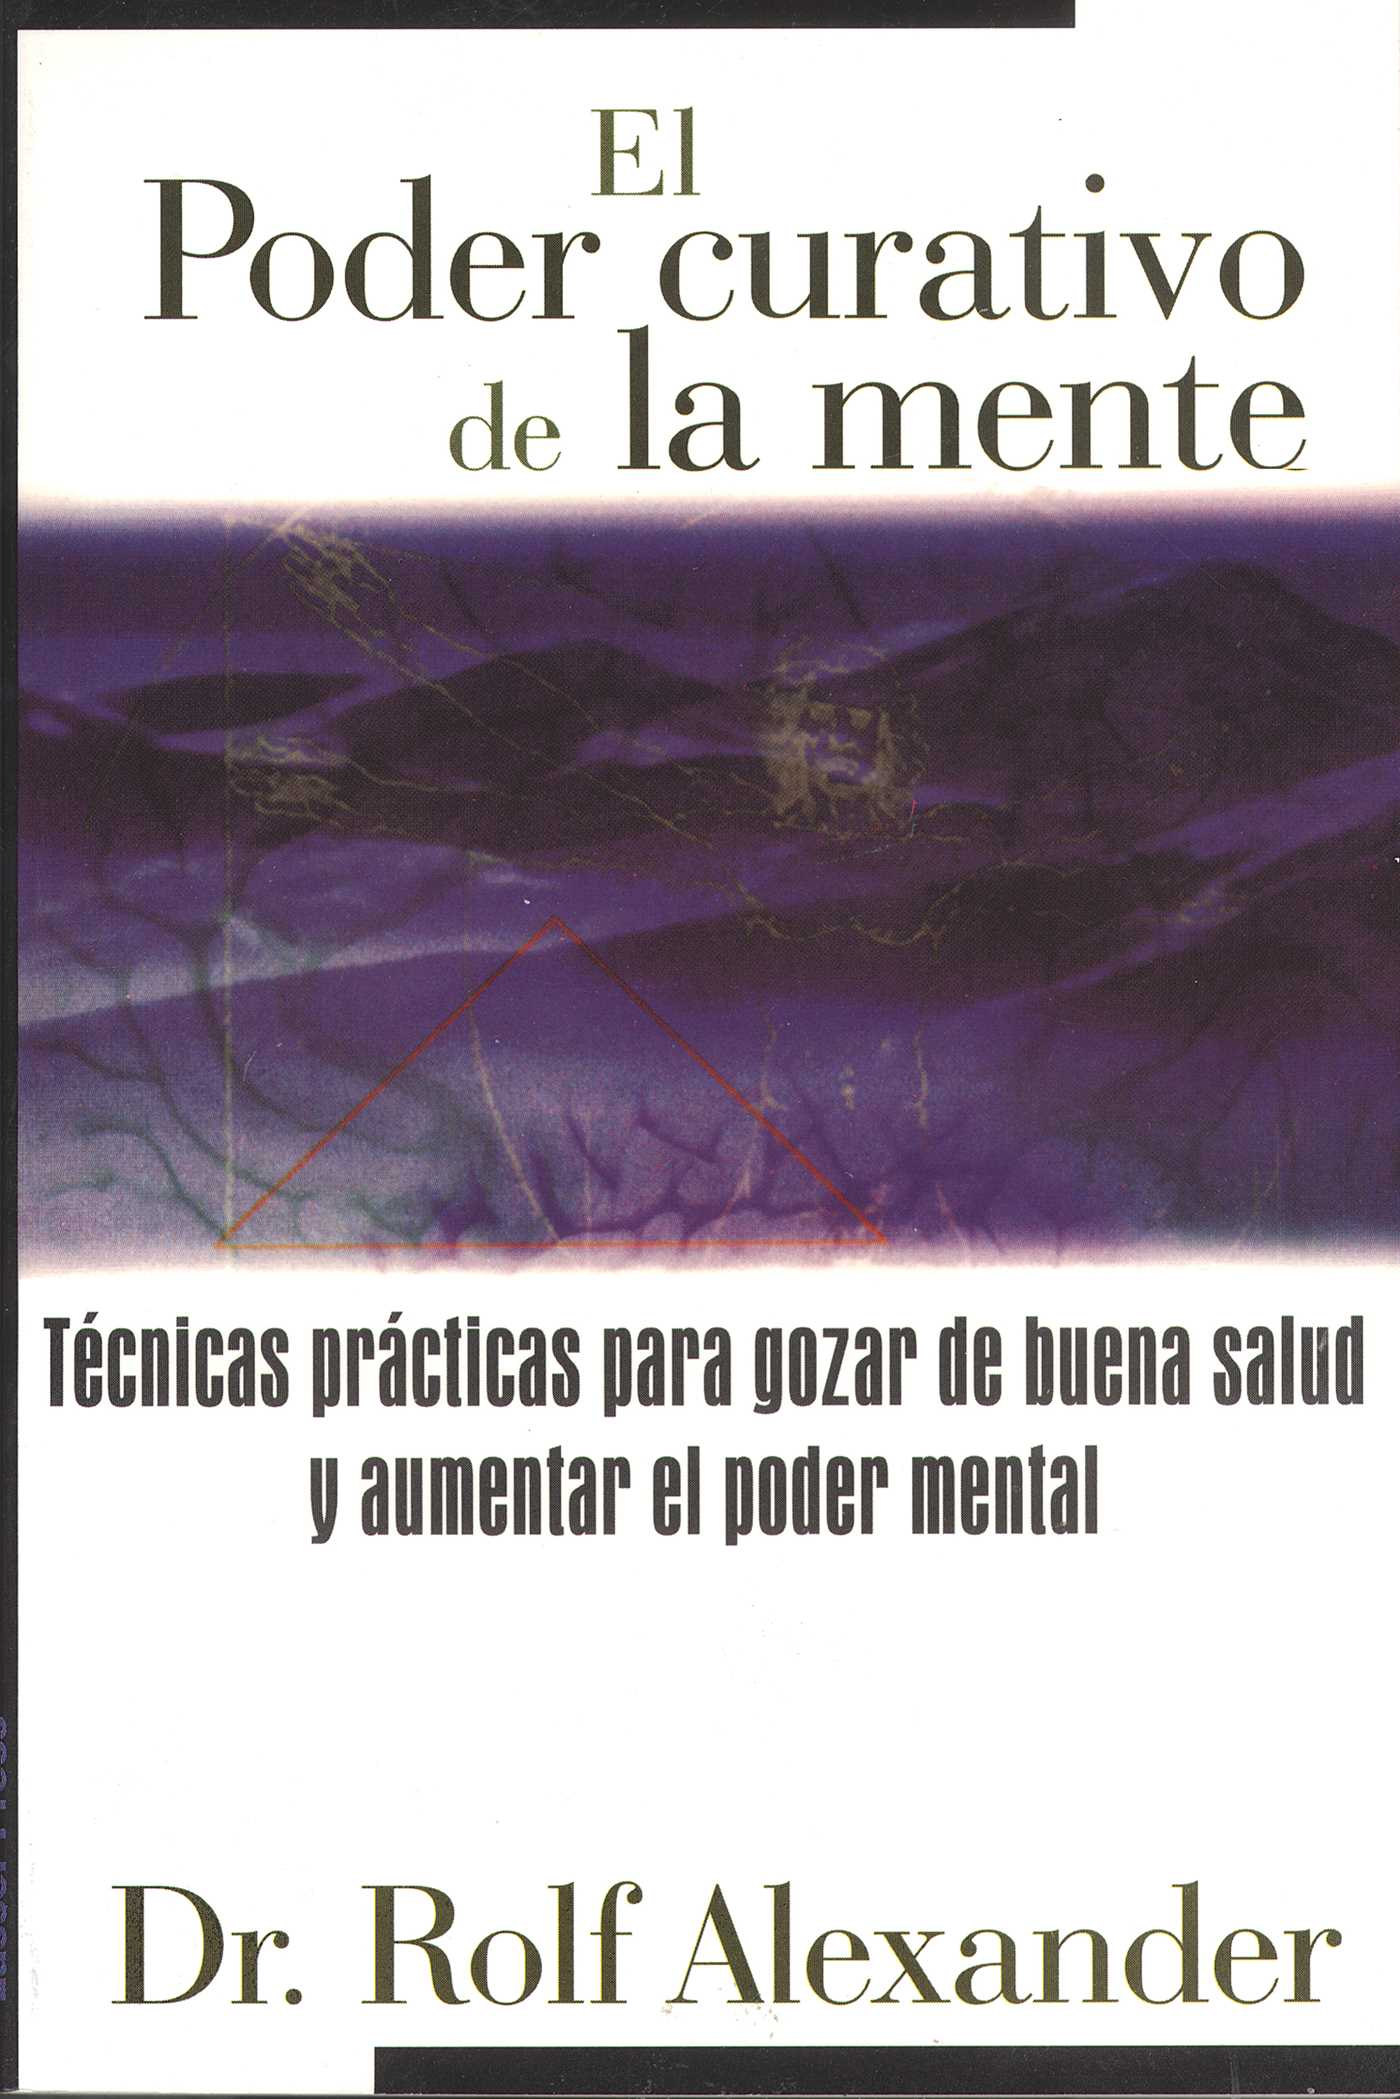 El
Poder curativo
de la mente
Técnicas prácticas para gozar de buena salud
y aumentar el poder mental
Dr. Rolf Alexander